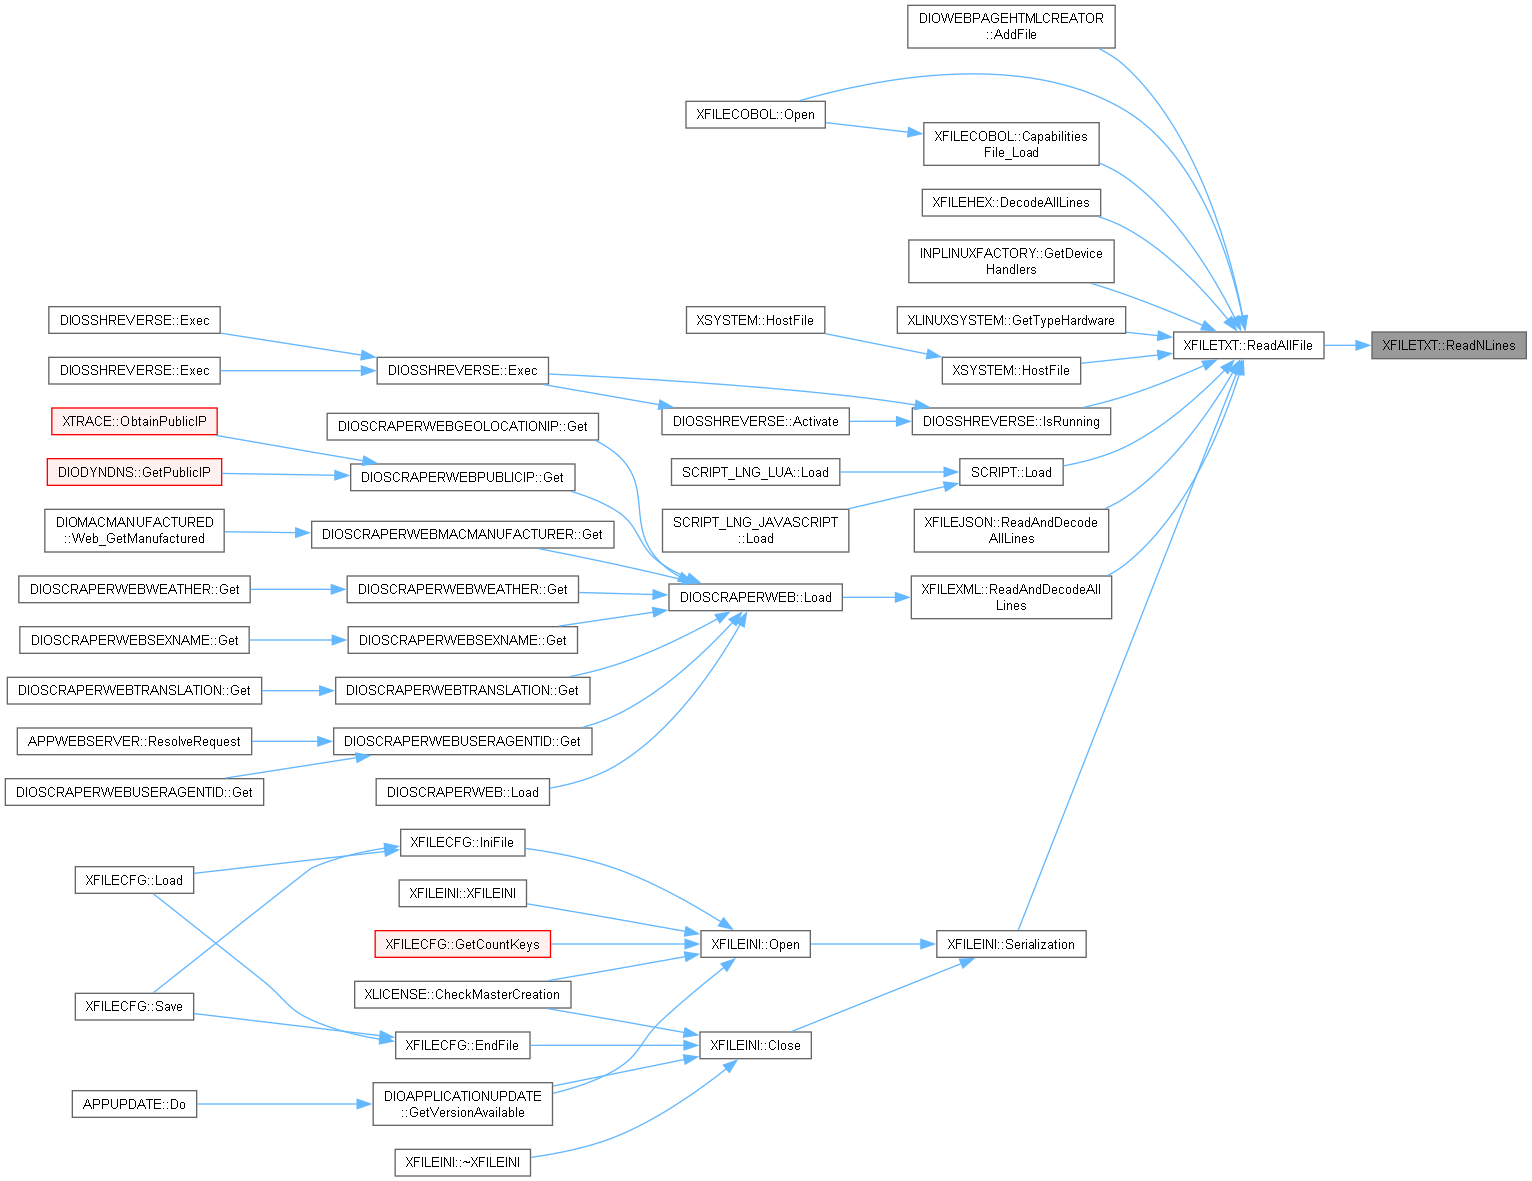 DIOWEBPAGEHTMLCREATOR
::AddFile
XFILECOBOL::Open
XFILECOBOL::Capabilities
File_Load
XFILEHEX::DecodeAllLines
INPLINUXFACTORY::GetDevice
Handlers
DIOSSHREVERSE::Exec
XSYSTEM::HostFile
XLINUXSYSTEM::GetTypeHardware
XFILETXT::ReadAllFile
XFILETXT::ReadNLines
DIOSSHREVERSE::Exec
DIOSSHREVERSE::Exec
XSYSTEM::HostFile
XTRACE::ObtainPublicIP
DIOSCRAPERWEBGEOLOCATIONIP::Get
DIOSSHREVERSE::Activate
DIOSSHREVERSE::IsRunning
DIODYNDNS::GetPublicIP
DIOSCRAPERWEBPUBLICIP::Get
SCRIPT_LNG_LUA::Load
SCRIPT::Load
DIOMACMANUFACTURED
::Web_GetManufactured
DIOSCRAPERWEBMACMANUFACTURER::Get
SCRIPT_LNG_JAVASCRIPT
::Load
XFILEJSON::ReadAndDecode
AllLines
DIOSCRAPERWEBWEATHER::Get
DIOSCRAPERWEBWEATHER::Get
DIOSCRAPERWEB::Load
XFILEXML::ReadAndDecodeAll
Lines
DIOSCRAPERWEBSEXNAME::Get
DIOSCRAPERWEBSEXNAME::Get
DIOSCRAPERWEBTRANSLATION::Get
DIOSCRAPERWEBTRANSLATION::Get
APPWEBSERVER::ResolveRequest
DIOSCRAPERWEBUSERAGENTID::Get
DIOSCRAPERWEBUSERAGENTID::Get
DIOSCRAPERWEB::Load
XFILECFG::IniFile
XFILECFG::Load
XFILEINI::XFILEINI
XFILECFG::GetCountKeys
XFILEINI::Open
XFILEINI::Serialization
XFILECFG::Save
XLICENSE::CheckMasterCreation
XFILECFG::EndFile
XFILEINI::Close
APPUPDATE::Do
DIOAPPLICATIONUPDATE
::GetVersionAvailable
XFILEINI::~XFILEINI